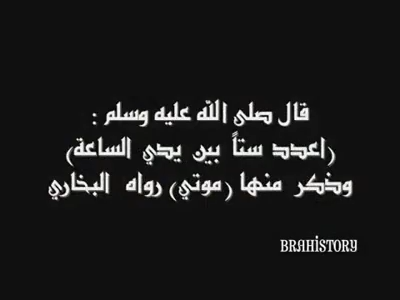 قال صلى الله عليه وسلم :
(اعدد ستاً بين يدي الساعة)
وذكر منها (موتي) رواه البخاري
BRAHISTORY